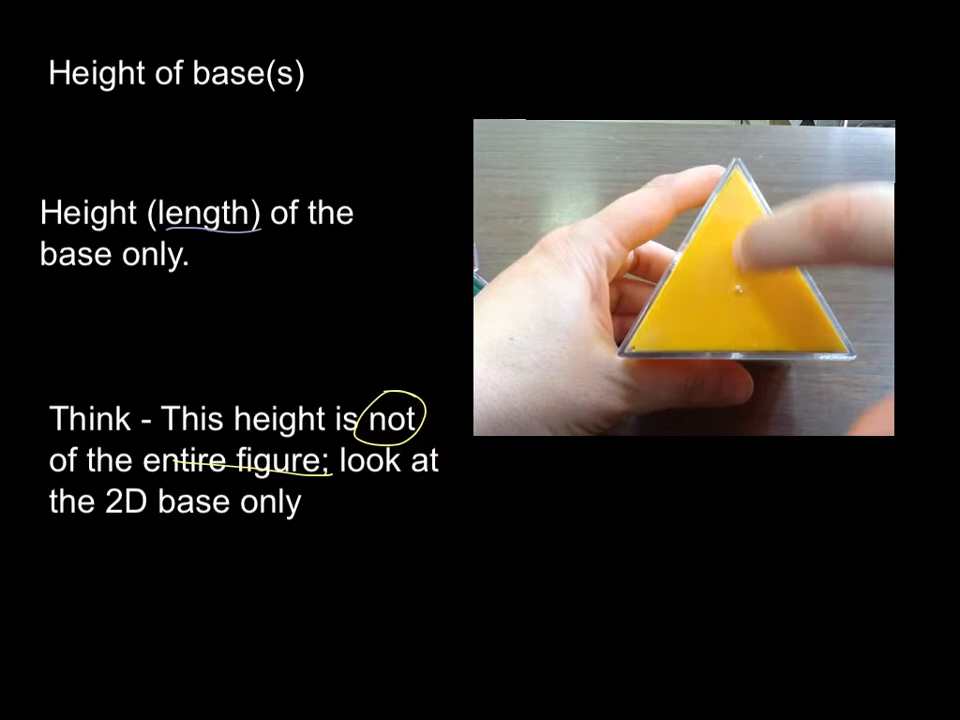 Height of base(s)
Height (length) of the
base only.
Think - This height is not
of the entire figure; look at
the 2D base only